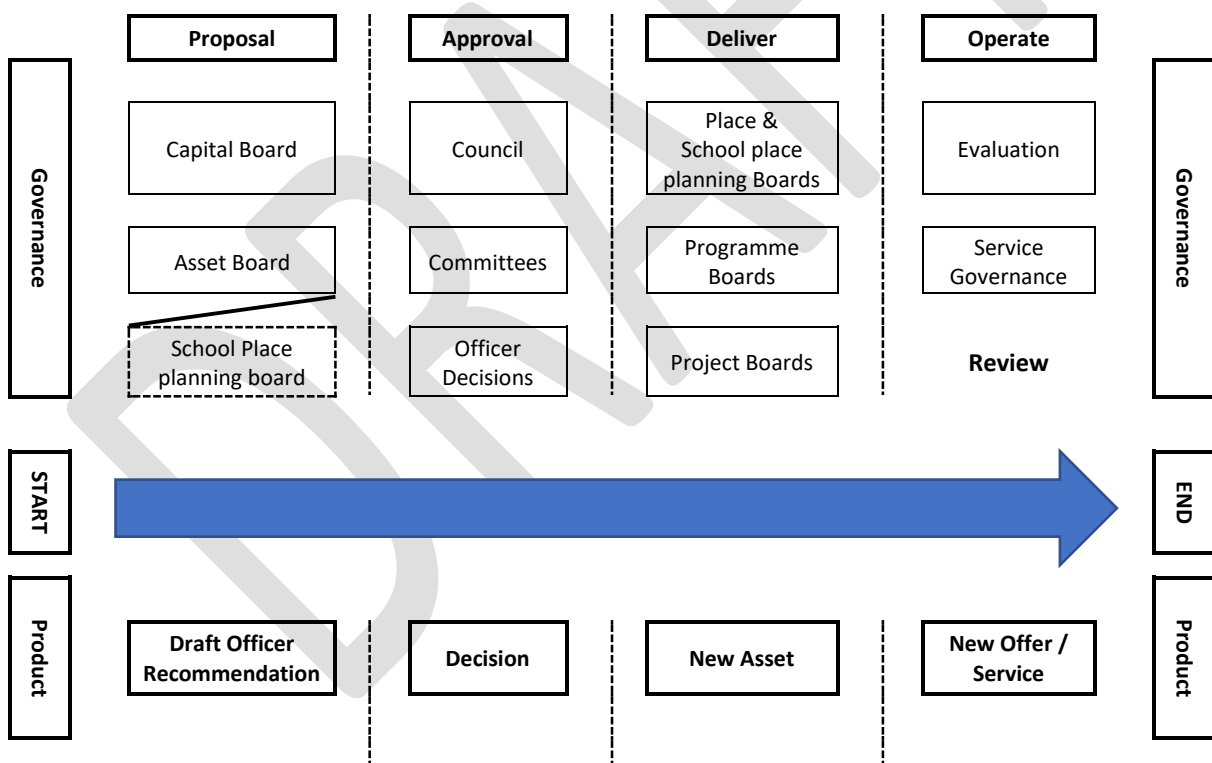 Proposal
Approval
Deliver
Operate
Governance
Capital Board
Council
Place &
School place
planning Boards
Evaluation
Governance
Asset Board
Committees
Programme
Boards
Service
Governance
School Place
planning board
Officer
Decisions
Project Boards
Review
START
END
Product
Draft Officer
Recommendation
Decision
New Asset
New Offer /
Service
Product
DRAFT